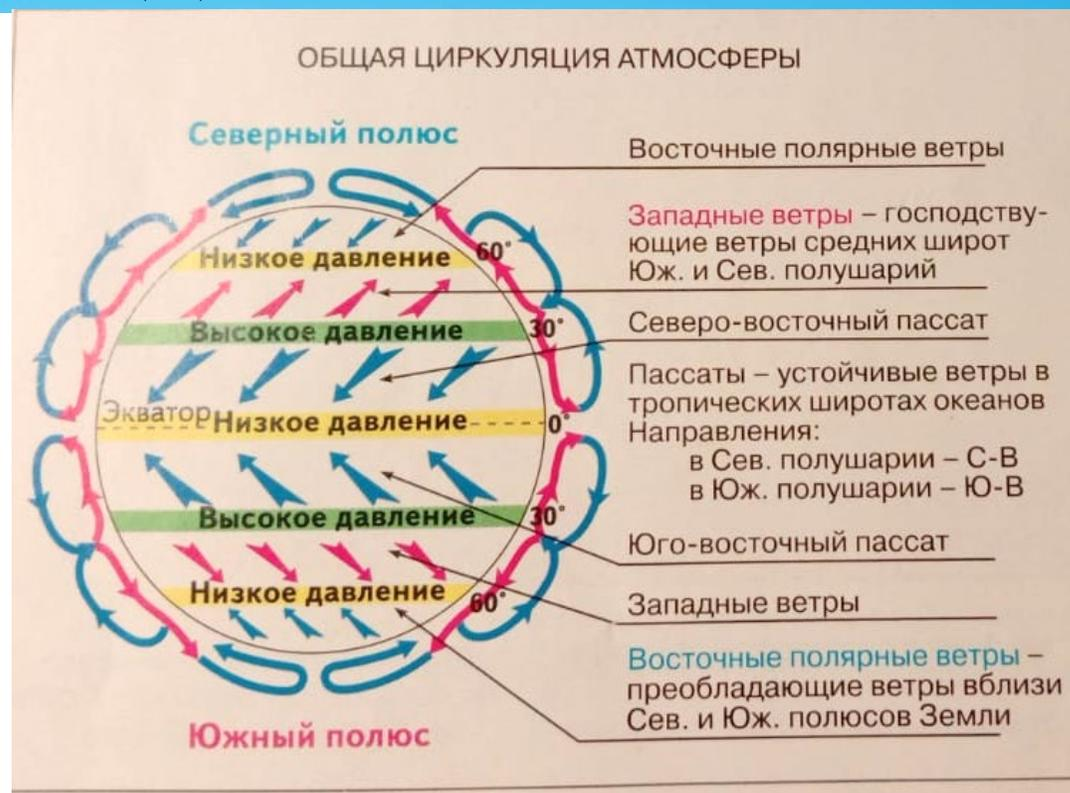 ОБЩАЯ ЦИРКУЛЯЦИЯ АТМОСФЕРЫ
Северный полюс
Восточные полярные ветры
Западные ветры – господству-
ющие ветры средних широт
Юж. и Сев. полушарий
Низкое давление 60°
Высокое давление 30°
Северо-восточный пассат
Пассаты – устойчивые ветры в
тропических широтах океанов
Направления:
в Сев. полушарии – С-В
в Юж. полушарии – Ю-В
Экватор Низкое давление 0°
Высокое давление 30°
Юго-восточный пассат
Низкое давление 60°
Западные ветры
Восточные полярные ветры –
преобладающие ветры вблизи
Сев. и Юж. полюсов Земли
Южный полюс